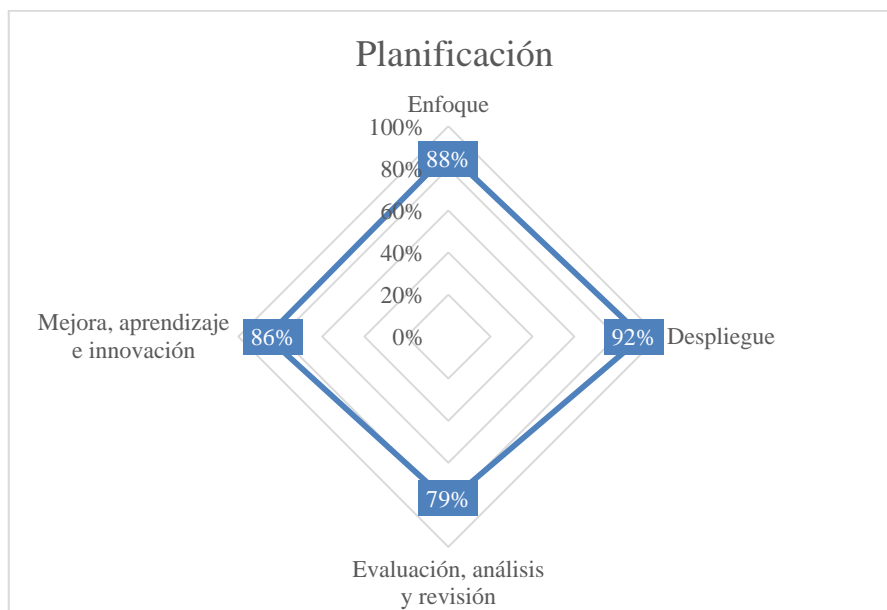 Planificación
Enfoque
100%
88%
80%
60%
40%
20%
0%
Mejora, aprendizaje
e innovación
86%
92%
Despliegue
79%
Evaluación, análisis
y revisión